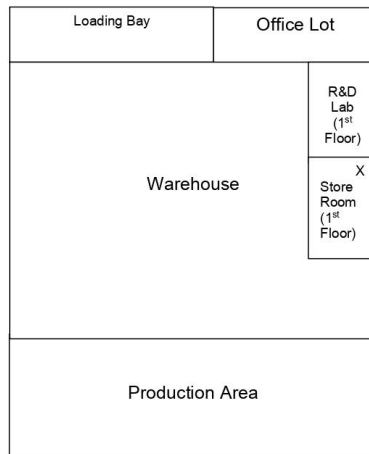 Loading Bay
Office Lot
R&D
Lab
(1st
Floor)
Warehouse
X
Store
Room
(1st
Floor)
Production Area